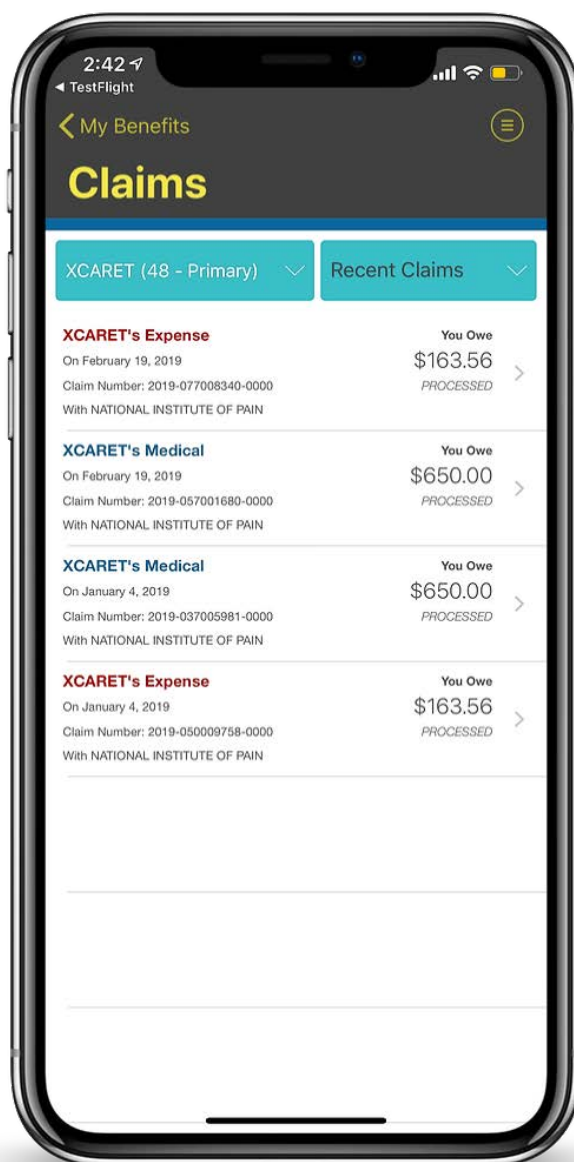 2:42
TestFlight
My Benefits
Claims
XCARET (48 - Primary)
Recent Claims
XCARET's Expense
You Owe
On February 19, 2019
$163.56
Claim Number: 2019-077008340-0000
PROCESSED
With NATIONAL INSTITUTE OF PAIN
XCARET's Medical
You Owe
On February 19, 2019
$650.00
Claim Number: 2019-057001680-0000
PROCESSED
With NATIONAL INSTITUTE OF PAIN
XCARET's Medical
You Owe
On January 4, 2019
$650.00
Claim Number: 2019-037005981-0000
PROCESSED
With NATIONAL INSTITUTE OF PAIN
XCARET's Expense
You Owe
On January 4, 2019
$163.56
Claim Number: 2019-050009758-0000
PROCESSED
With NATIONAL INSTITUTE OF PAIN